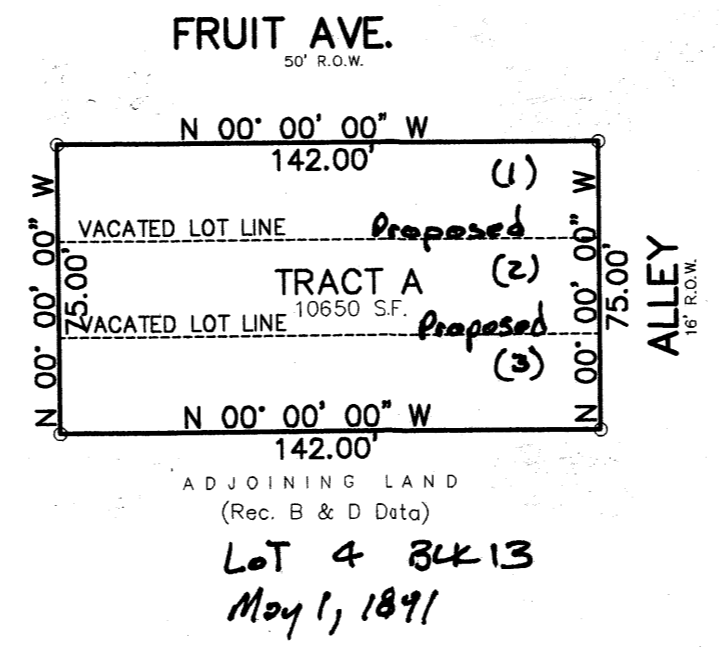 FRUIT AVE.
50' R.O.W.
N 00° 00' 00" W
142.00'
(1)
N 00° 00' 00" W
75.00'
VACATED LOT LINE Proposed
TRACT A
10650 S.F.
(2)
VACATED LOT LINE Proposed
(3)
N 00° 00' 00" W
75.00'
ALLEY
16' R.O.W.
N 00° 00' 00" W
142.00'
ADJOINING LAND
(Rec. B & D Data)
LOT 4 BLK 13
May 1, 1891